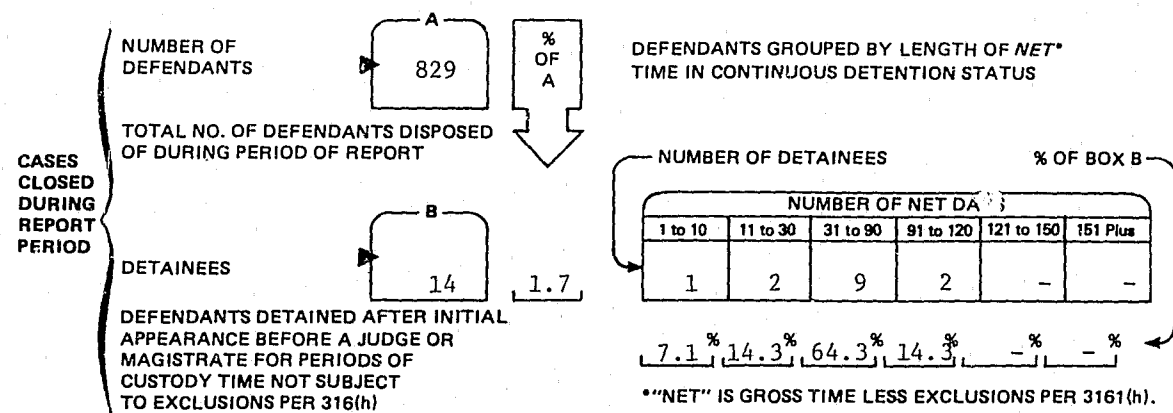 CASES
CLOSED
DURING
REPORT
PERIOD
NUMBER OF
DEFENDANTS
A
829
%
OF
A
TOTAL NO. OF DEFENDANTS DISPOSED
OF DURING PERIOD OF REPORT
DETAINEES
B
14
1.7
DEFENDANTS DETAINED AFTER INITIAL
APPEARANCE BEFORE A JUDGE OR
MAGISTRATE FOR PERIODS OF
CUSTODY TIME NOT SUBJECT
TO EXCLUSIONS PER 316(h)
DEFENDANTS GROUPED BY LENGTH OF NET*
TIME IN CONTINUOUS DETENTION STATUS
NUMBER OF DETAINEES % OF BOX B
NUMBER OF NET
1 to 10 11 to 30 31 to 90 91 to 120 121 to 150 151 Plus
1 2 9 2 – –
7.1% 14.3% 64.3% 14.3% –% –%
*"NET" IS GROSS TIME LESS EXCLUSIONS PER 3161(h).